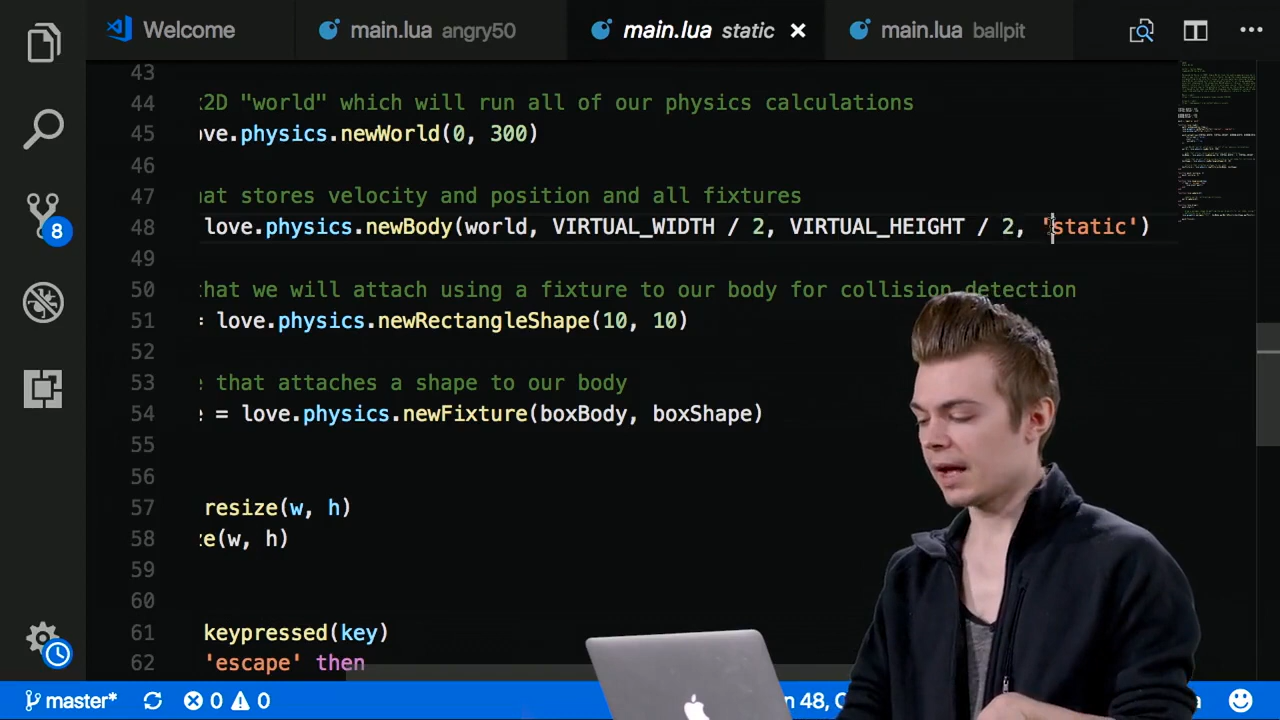 Welcome
main.lua angry50
main.lua static
main.lua ballpit
43
44 2D "world" which will run all of our physics calculations
45 ve.physics.newWorld(0, 300)
46
47 hat stores velocity and position and all fixtures
48 love.physics.newBody(world, VIRTUAL_WIDTH / 2, VIRTUAL_HEIGHT / 2, 'static')
49
50 that we will attach using a fixture to our body for collision detection
51 = love.physics.newRectangleShape(10, 10)
52
53 e that attaches a shape to our body
54 e = love.physics.newFixture(boxBody, boxShape)
55
56
57 resize(w, h)
58 ze(w, h)
59
60
61 keypressed(key)
62 'escape' then
8
master*
0 0
n 48, C